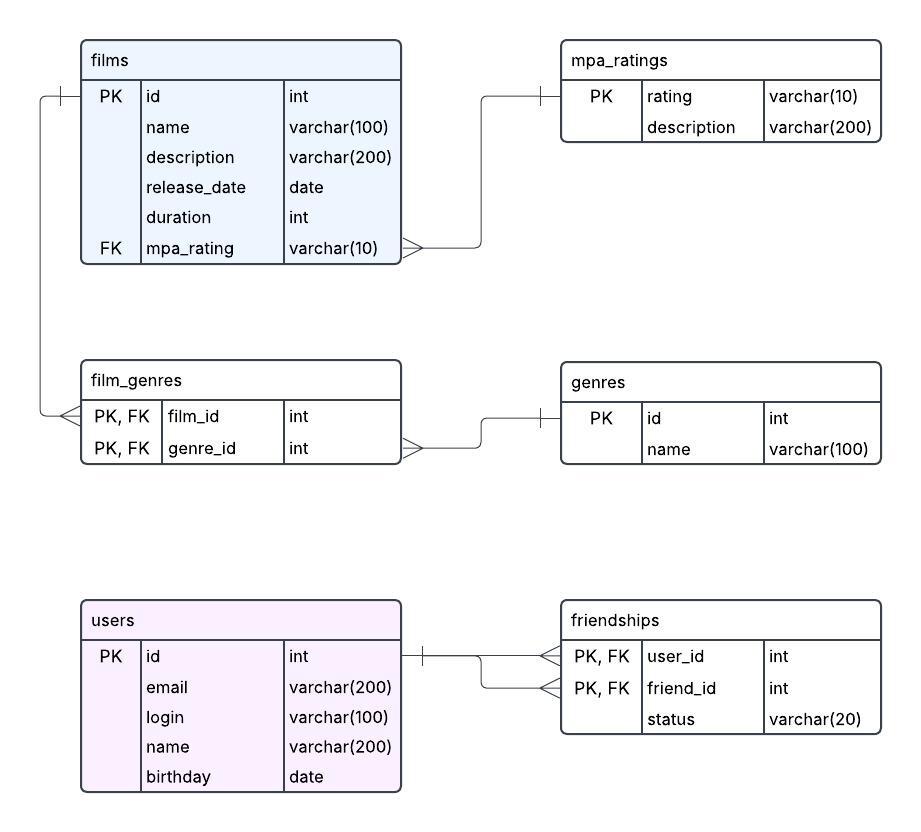 films
PK id int
name varchar(100)
description varchar(200)
release_date date
duration int
FK mpa_rating varchar(10)
mpa_ratings
PK rating varchar(10)
description varchar(200)
film_genres
PK, FK film_id int
PK, FK genre_id int
genres
PK id int
name varchar(100)
users
PK id int
email varchar(200)
login varchar(100)
name varchar(200)
birthday date
friendships
PK, FK user_id int
PK, FK friend_id int
status varchar(20)